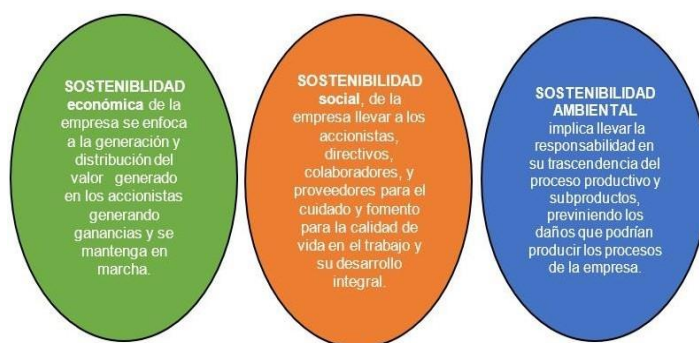 SOSTENIBLIDAD
económica de la
empresa se enfoca
a la generación y
distribución del
valor generado
en los accionistas
generando
ganancias y se
mantenga en
marcha.
SOSTENIBILIDAD
social, de la
empresa llevar a los
accionistas,
directivos,
colaboradores, y
proveedores para el
cuidado y fomento
para la calidad de
vida en el trabajo y
su desarrollo
integral.
SOSTENIBILIDAD
AMBIENTAL
implica llevar la
responsabilidad en
su trascendencia del
proceso productivo y
subproductos,
previniendo los
daños que podrían
producir los procesos
de la empresa.